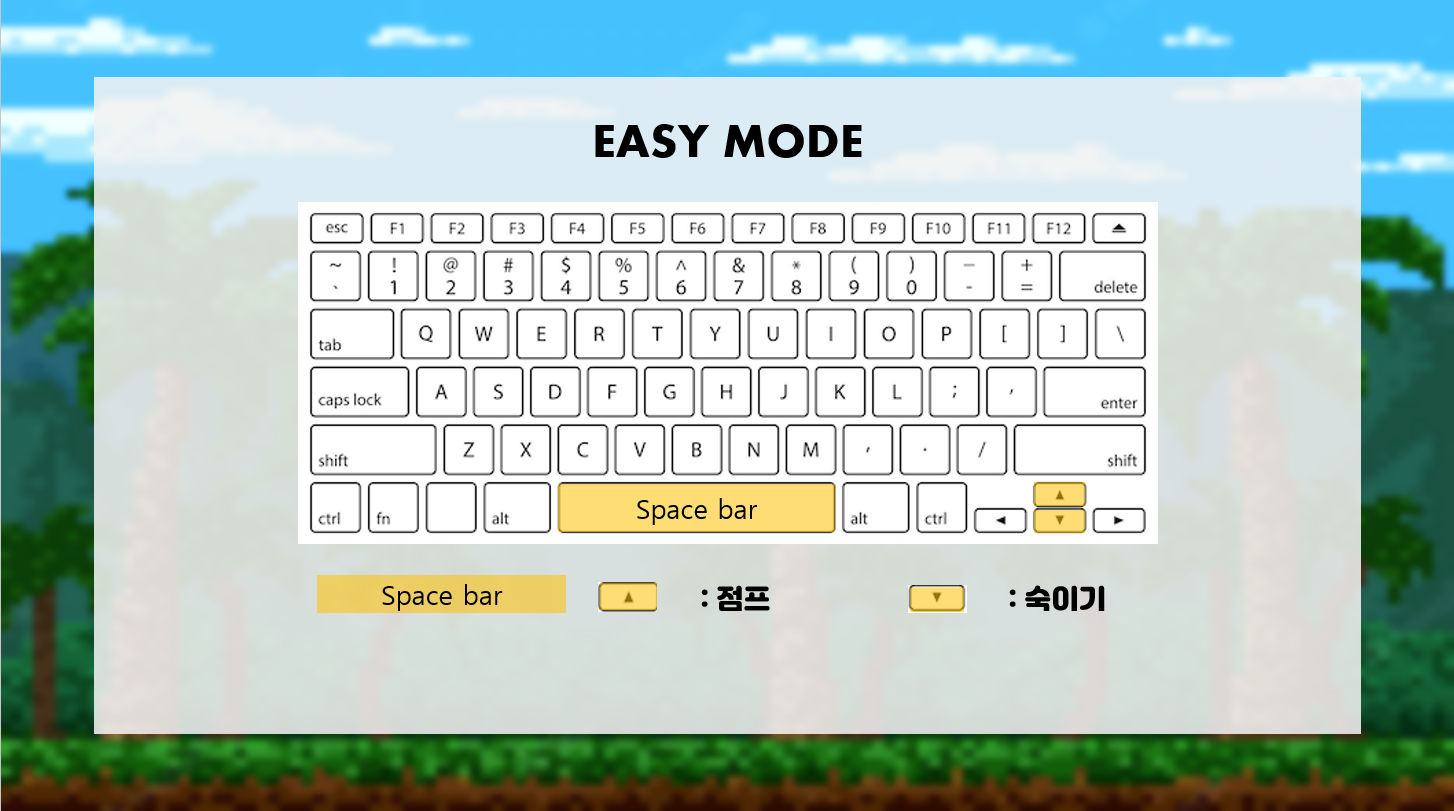 EASY MODE
esc F1 F2 F3 F4 F5 F6 F7 F8 F9 F10 F11 F12 ⏏
~ ! @ # $ % ^ & * ( ) — +
` 1 2 3 4 5 6 7 8 9 0 - = delete
tab Q W E R T Y U I O P [ ] \
caps lock A S D F G H J K L ; ' enter
shift Z X C V B N M , . / shift
ctrl fn alt Space bar alt ctrl ◄ ▲ ▼ ►
Space bar ▲ : 점프 ▼ : 숙이기